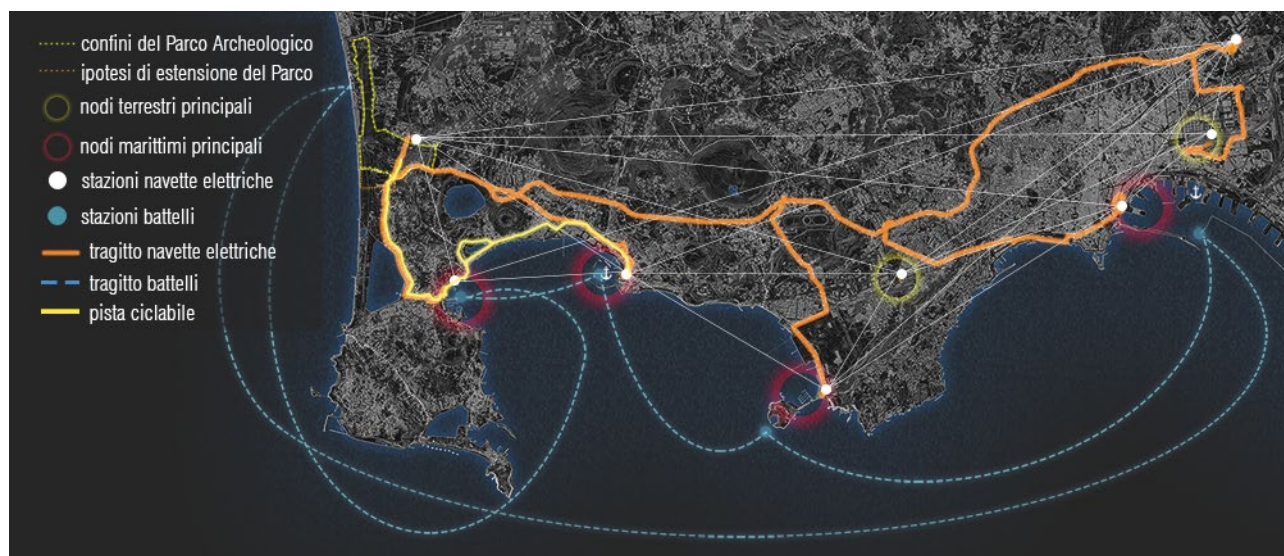 confini del Parco Archeologico
ipotesi di estensione del Parco
nodi terrestri principali
nodi marittimi principali
stazioni navette elettriche
stazioni battelli
tragitto navette elettriche
tragitto battelli
pista ciclabile